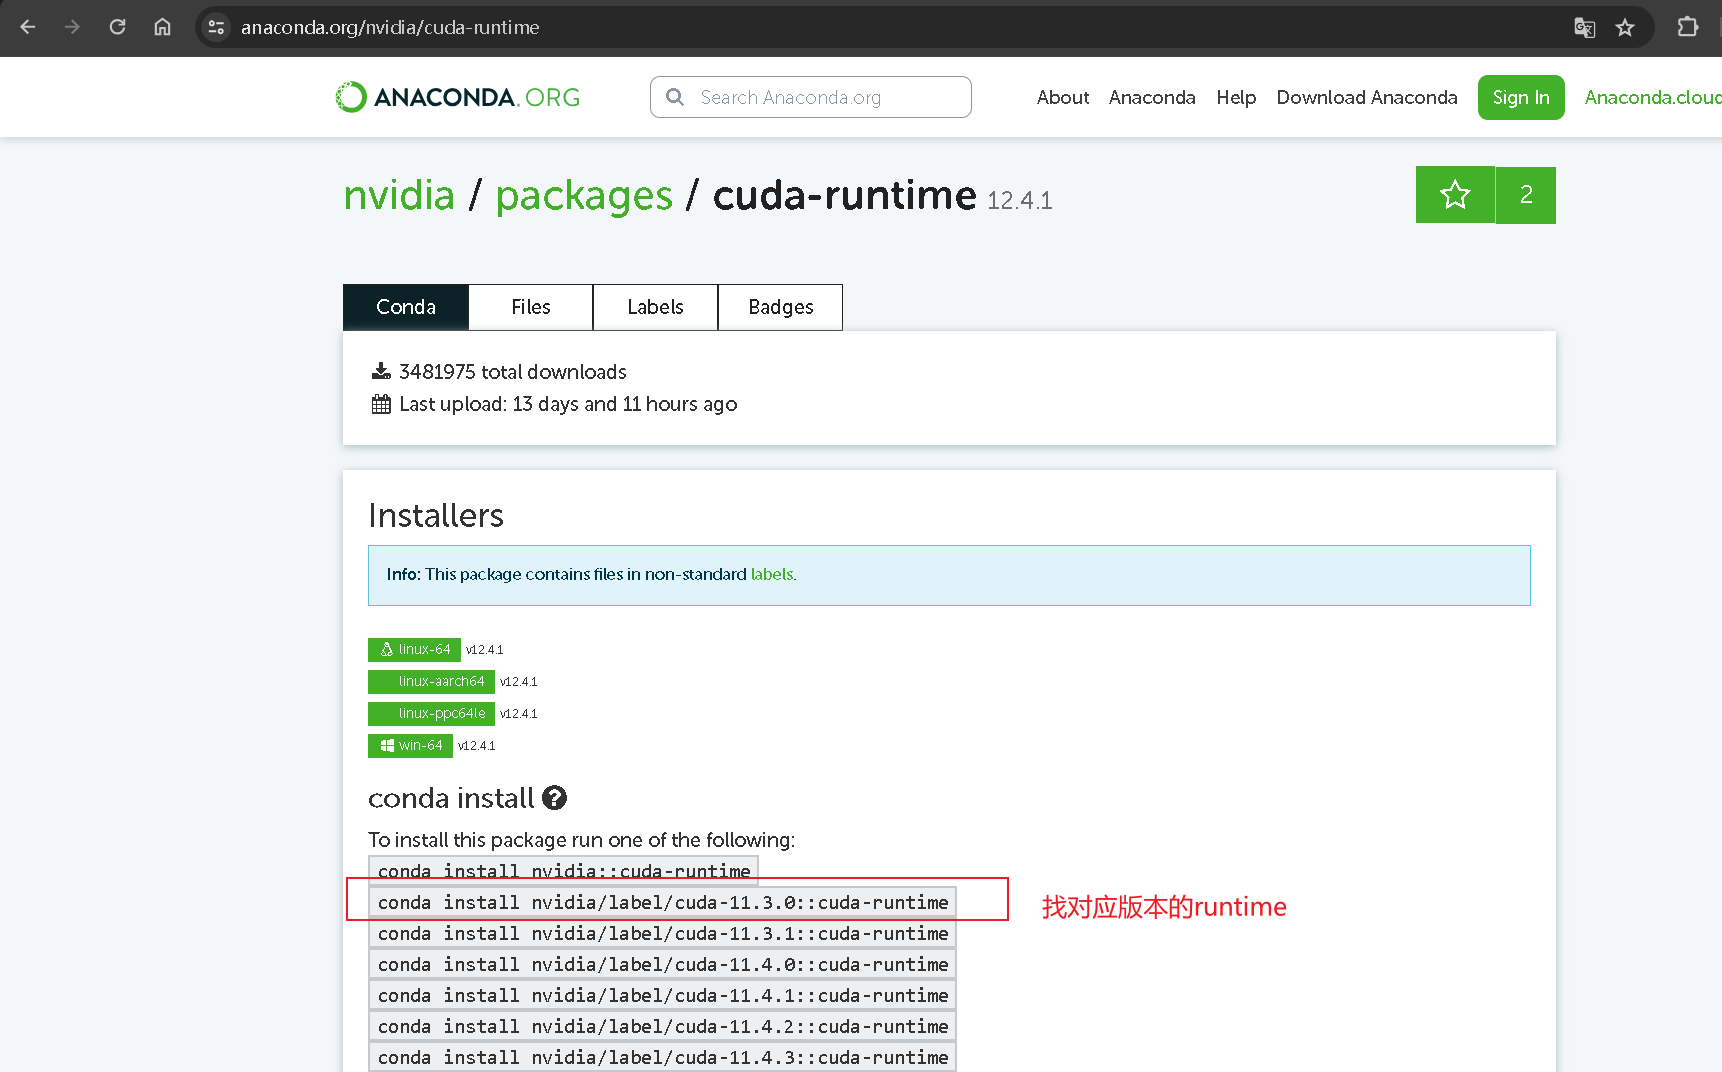 anaconda.org/nvidia/cuda-runtime
ANACONDA.ORG
Search Anaconda.org
About Anaconda Help Download Anaconda Sign In Anaconda.cloud
nvidia / packages / cuda-runtime 12.4.1
2
Conda Files Labels Badges
3481975 total downloads
Last upload: 13 days and 11 hours ago
Installers
Info: This package contains files in non-standard labels.
linux-64 v12.4.1
linux-aarch64 v12.4.1
linux-ppc64le v12.4.1
win-64 v12.4.1
conda install
To install this package run one of the following:
conda install nvidia::cuda-runtime
conda install nvidia/label/cuda-11.3.0::cuda-runtime
找对应版本的runtime
conda install nvidia/label/cuda-11.3.1::cuda-runtime
conda install nvidia/label/cuda-11.4.0::cuda-runtime
conda install nvidia/label/cuda-11.4.1::cuda-runtime
conda install nvidia/label/cuda-11.4.2::cuda-runtime
conda install nvidia/label/cuda-11.4.3::cuda-runtime